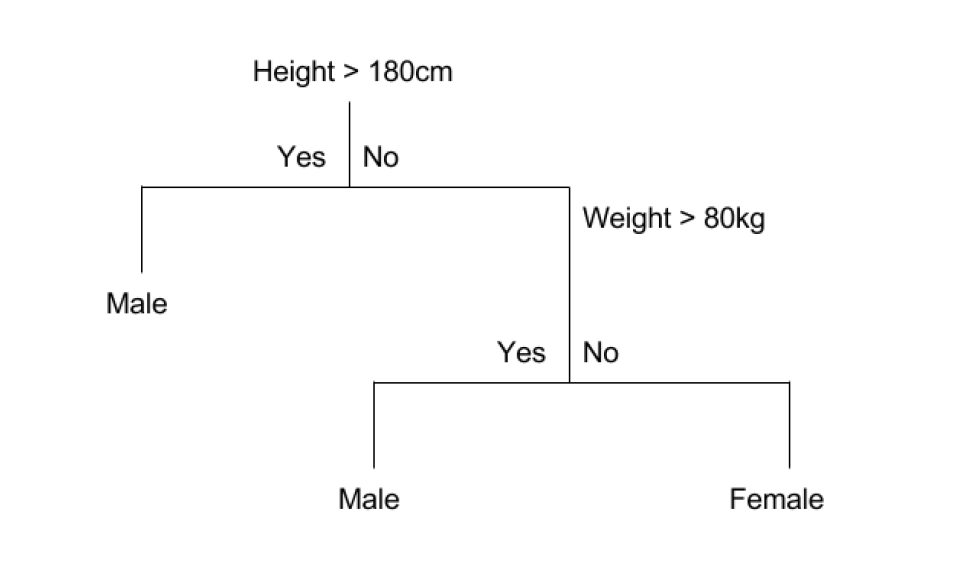 Height > 180cm
Yes No
Weight > 80kg
Male
Yes No
Male Female